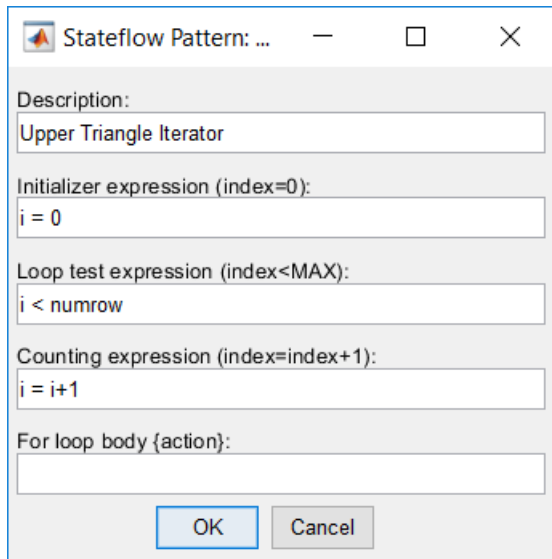 Stateflow Pattern: ...
Description:
Upper Triangle Iterator
Initializer expression (index=0):
i = 0
Loop test expression (index<MAX):
i < numrow
Counting expression (index=index+1):
i = i+1
For loop body {action}:
OK Cancel